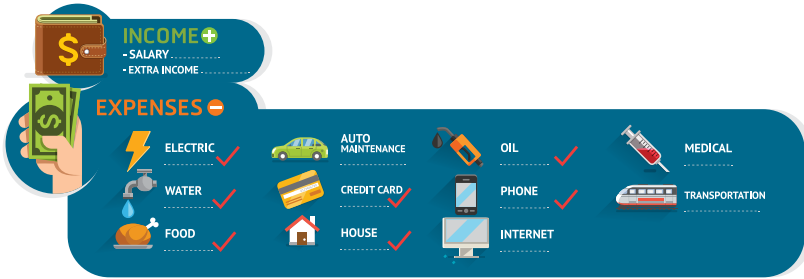 INCOME
- SALARY
- EXTRA INCOME
EXPENSES
ELECTRIC
WATER
FOOD
AUTO
MAINTENANCE
CREDIT CARD
HOUSE
OIL
PHONE
INTERNET
MEDICAL
TRANSPORTATION